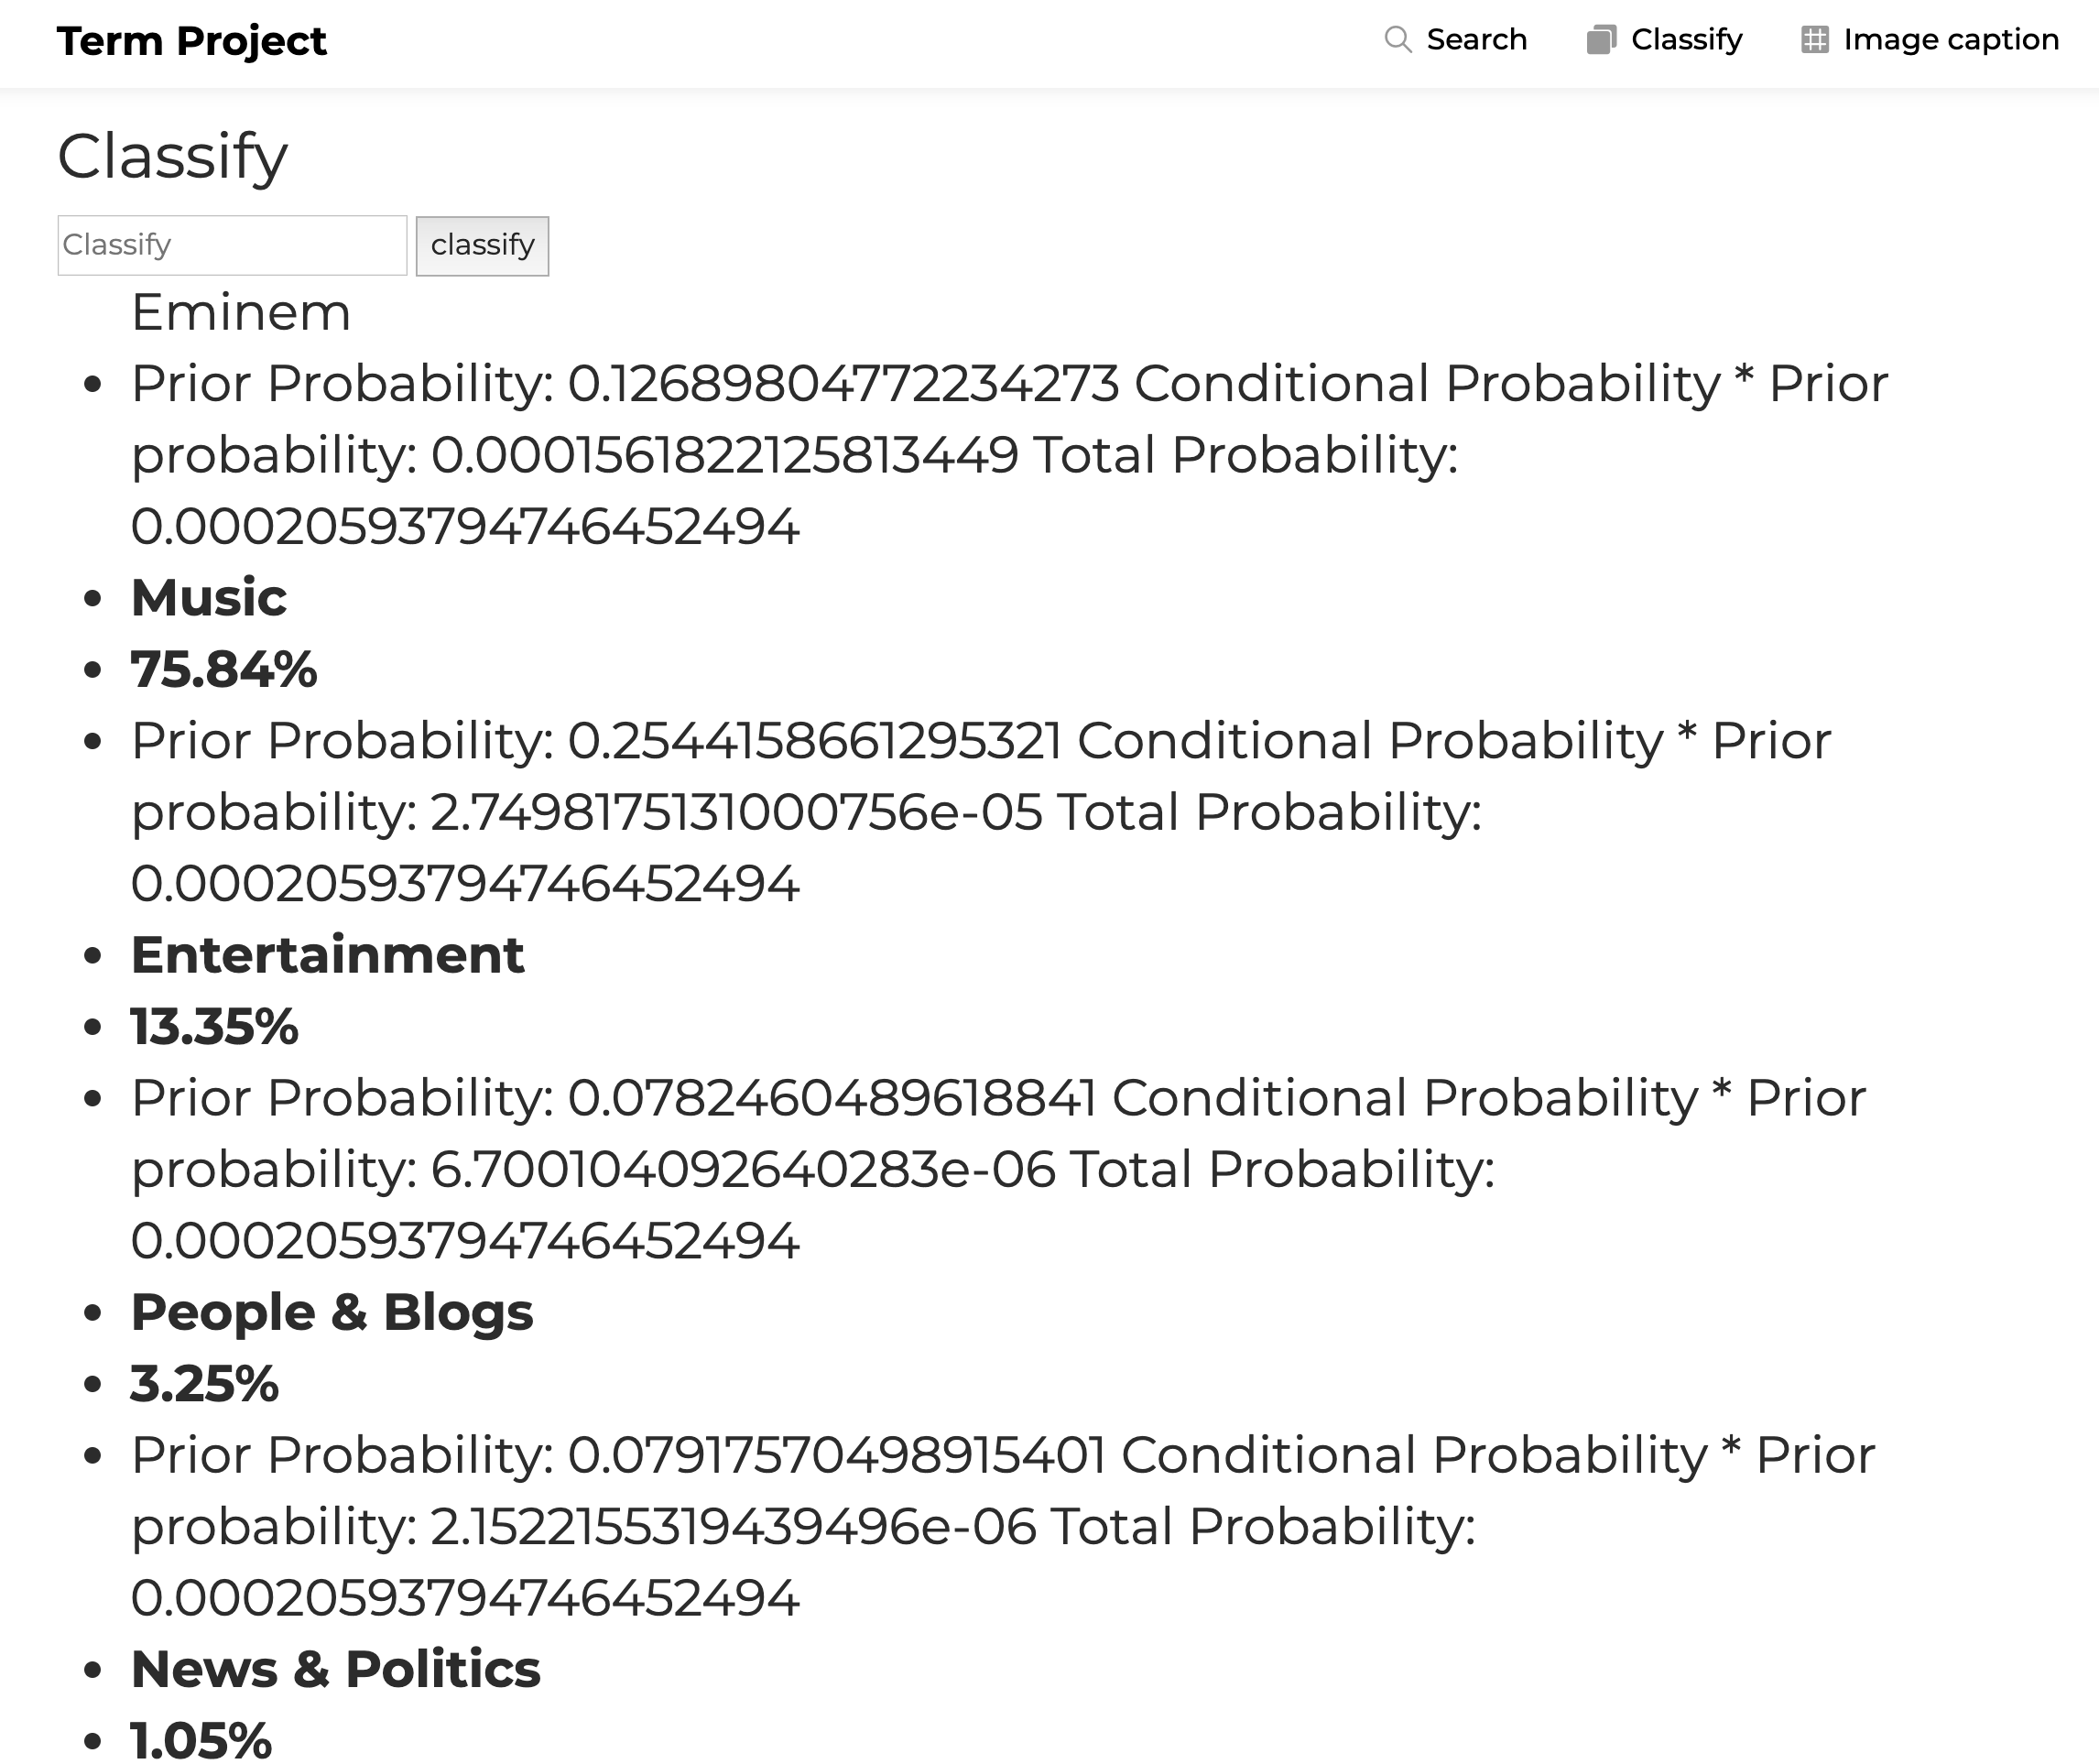 Term Project
Search
Classify
Image caption
Classify
Classify
classify
Eminem
• Prior Probability: 0.12689804772234273 Conditional Probability * Prior
probability: 0.0001561822125813449 Total Probability:
0.00020593794746452494
• Music
• 75.84%
• Prior Probability: 0.2544158661295321 Conditional Probability * Prior
probability: 2.7498175131000756e-05 Total Probability:
0.00020593794746452494
• Entertainment
• 13.35%
• Prior Probability: 0.0782460489618841 Conditional Probability * Prior
probability: 6.700104092640283e-06 Total Probability:
0.00020593794746452494
• People & Blogs
• 3.25%
• Prior Probability: 0.07917570498915401 Conditional Probability * Prior
probability: 2.1522155319439496e-06 Total Probability:
0.00020593794746452494
• News & Politics
• 1.05%